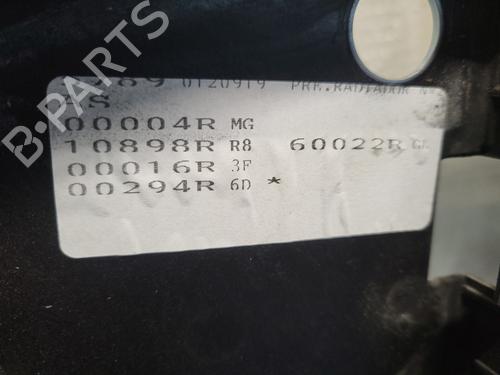 0120919 PRE.RADIADOR
S
00004R MG
10898R R8 60022R
00016R 3F
00294R 6D *
B-PARTS